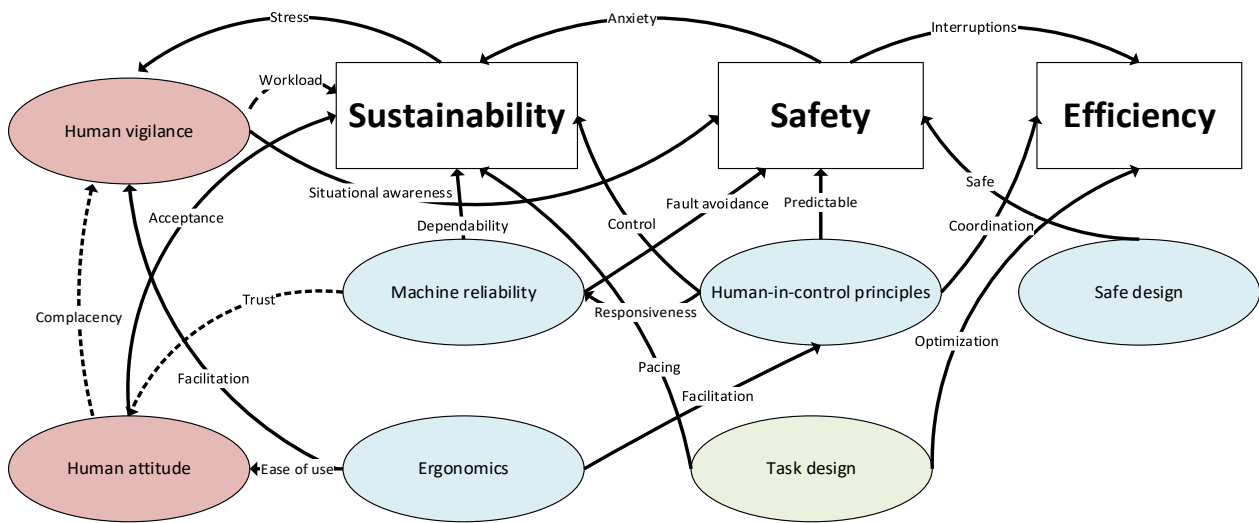 Stress
Anxiety
Interruptions
Workload
Sustainability
Safety
Efficiency
Human vigilance
Situational awareness
Safe
Acceptance
Fault avoidance
Predictable
Dependability
Control
Coordination
Machine reliability
Human-in-control principles
Safe design
Trust
Responsiveness
Complacency
Optimization
Pacing
Facilitation
Facilitation
Human attitude
Ease of use
Ergonomics
Task design